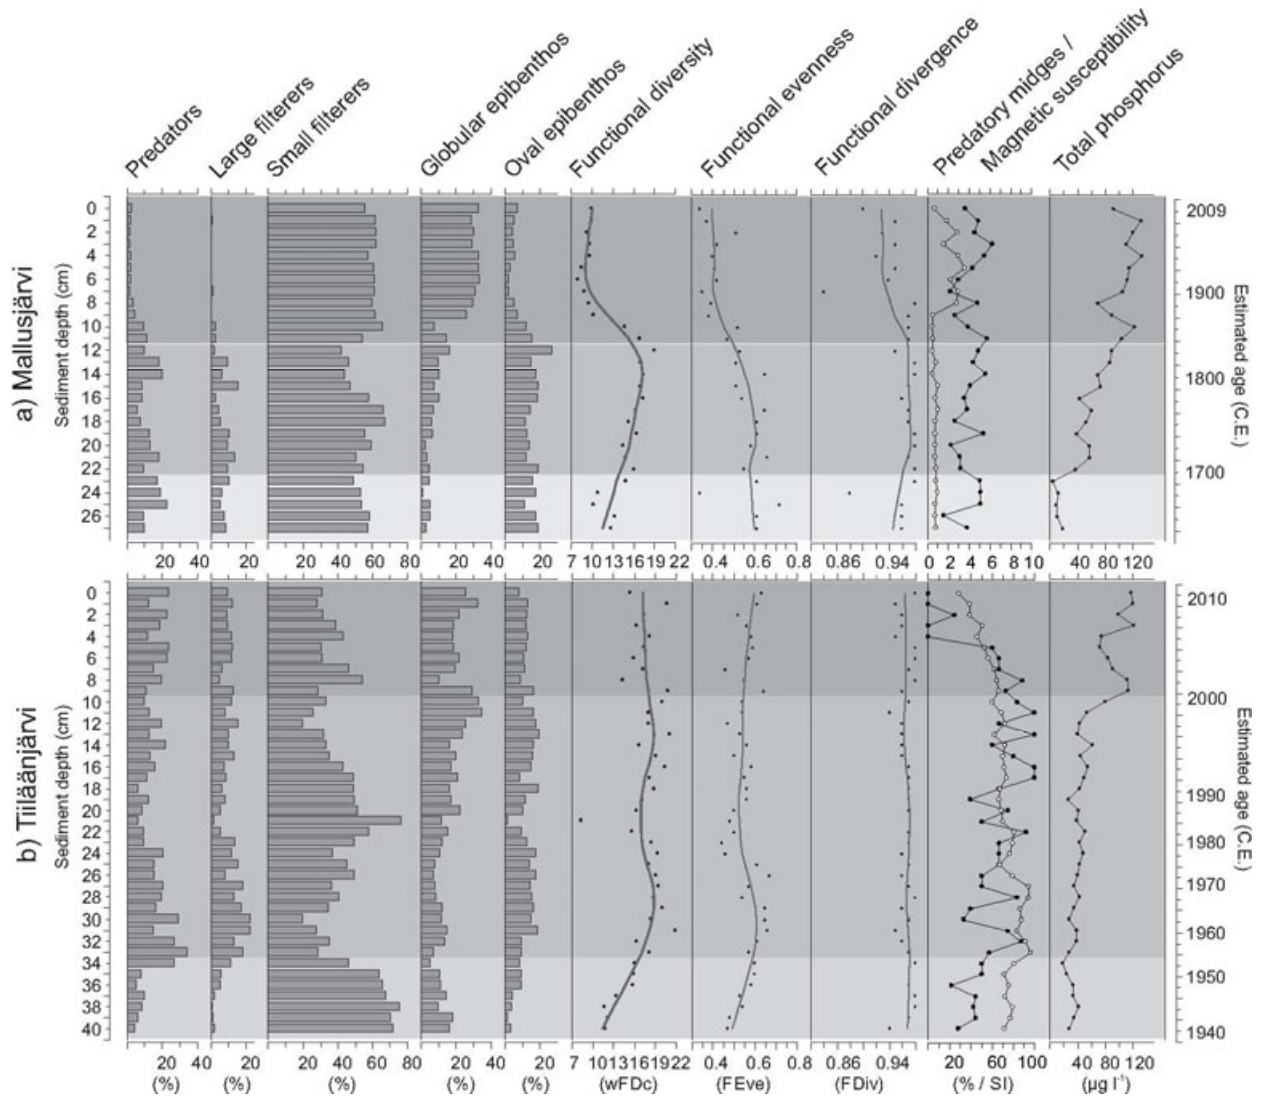 Predators
Large filterers
Small filterers
Globular epibenthos
Oval epibenthos
Functional diversity
Functional evenness
Functional divergence
Predatory midges /
Magnetic susceptibility
Total phosphorus
a) Mallusjärvi
Sediment depth (cm)
0
2
4
6
8
10
12
14
16
18
20
22
24
26
2009
1900
1800
1700
Estimated age (C.E.)
20 40 20 20 40 60 80 20 40 20 7 10 13 16 19 22 0.4 0.6 0.8 0.86 0.94 2 4 6 8 10 40 80 120
b) Tiiläänjärvi
Sediment depth (cm)
0
2
4
6
8
10
12
14
16
18
20
22
24
26
28
30
32
34
36
38
40
2010
2000
1990
1980
1970
1960
1950
1940
Estimated age (C.E.)
20 40 20 20 40 60 80 20 40 20 7 10 13 16 19 22 0.4 0.6 0.8 0.86 0.94 20 40 60 80 100 40 80 120
(%) (%) (%) (%) (%) (wFDc) (FEve) (FDiv) (% / SI) (µg l⁻¹)